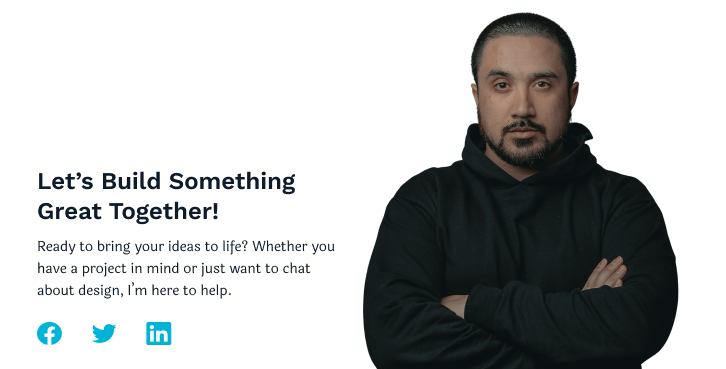 Let’s Build Something
Great Together!
Ready to bring your ideas to life? Whether you
have a project in mind or just want to chat
about design, I’m here to help.